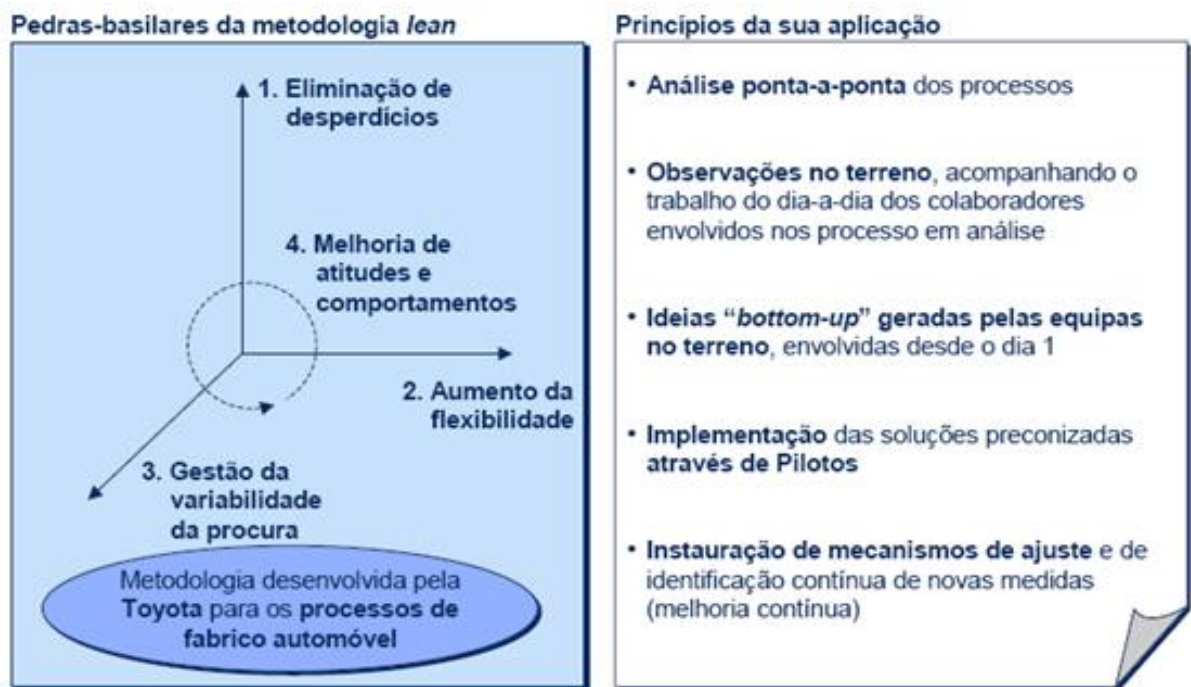 Pedras-basilares da metodologia lean
1. Eliminação de
desperdícios
4. Melhoria de
atitudes e
comportamentos
2. Aumento da
flexibilidade
3. Gestão da
variabilidade
da procura
Metodologia desenvolvida pela
Toyota para os processos de
fabrico automóvel
Princípios da sua aplicação
• Análise ponta-a-ponta dos processos
• Observações no terreno, acompanhando o
trabalho do dia-a-dia dos colaboradores
envolvidos nos processo em análise
• Ideias “bottom-up” geradas pelas equipas
no terreno, envolvidas desde o dia 1
• Implementação das soluções preconizadas
através de Pilotos
• Instauração de mecanismos de ajuste e de
identificação contínua de novas medidas
(melhoria contínua)